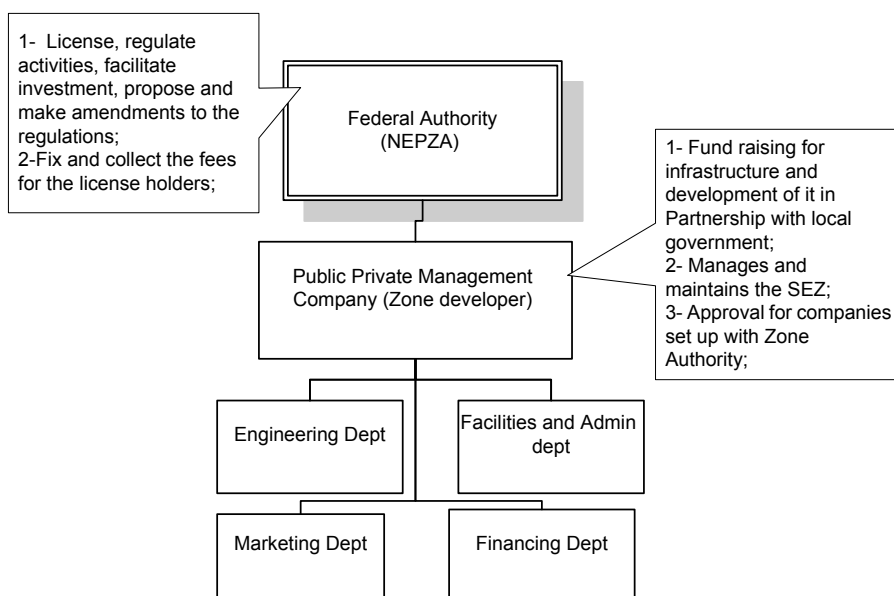 1-  License, regulate
activities, facilitate
investment, propose and
make amendments to the
regulations;
2-Fix and collect the fees
for the license holders;
Federal Authority
(NEPZA)
1- Fund raising for
infrastructure and
development of it in
Partnership with local
government;
2- Manages and
maintains the SEZ;
3- Approval for companies
set up with Zone
Authority;
Public Private Management
Company (Zone developer)
Engineering Dept
Facilities and Admin
dept
Marketing Dept
Financing Dept